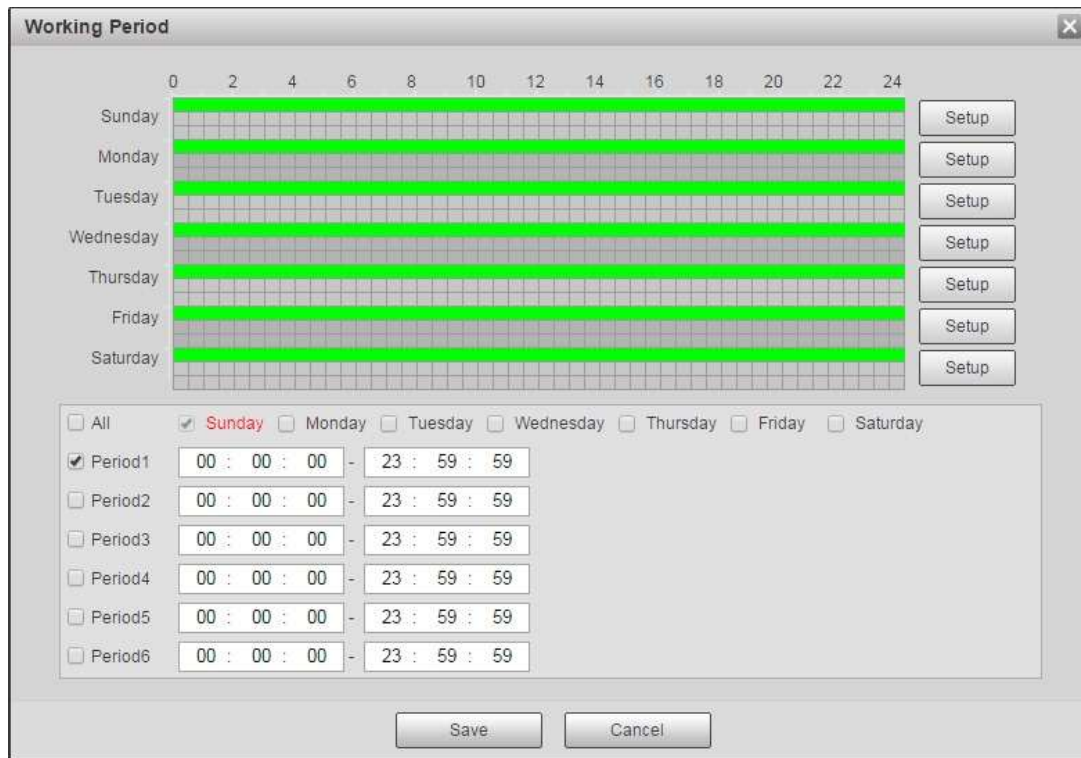 Working Period
0 2 4 6 8 10 12 14 16 18 20 22 24
Sunday Setup
Monday Setup
Tuesday Setup
Wednesday Setup
Thursday Setup
Friday Setup
Saturday Setup
All Sunday Monday Tuesday Wednesday Thursday Friday Saturday
Period1 00 : 00 : 00 - 23 : 59 : 59
Period2 00 : 00 : 00 - 23 : 59 : 59
Period3 00 : 00 : 00 - 23 : 59 : 59
Period4 00 : 00 : 00 - 23 : 59 : 59
Period5 00 : 00 : 00 - 23 : 59 : 59
Period6 00 : 00 : 00 - 23 : 59 : 59
Save Cancel